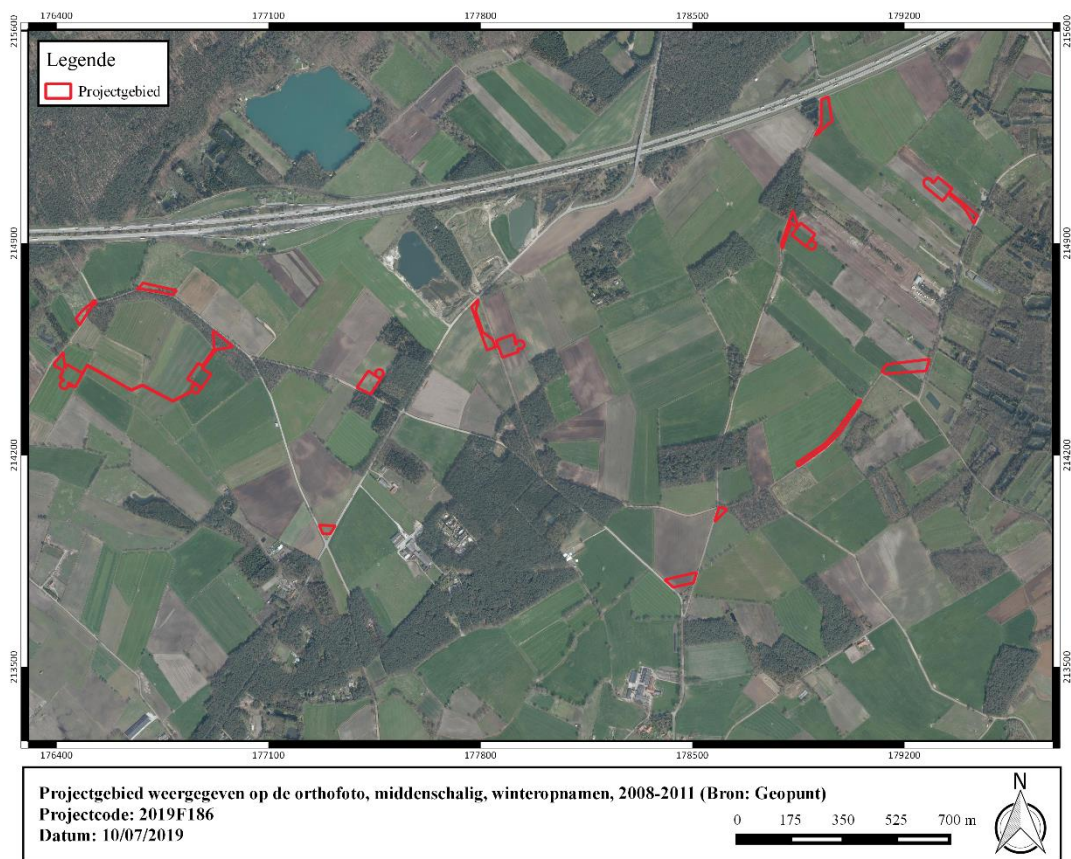 176400 177100 177800 178500 179200
215600 215600
Legende
Projectgebied
214900 214900
214200 214200
213500 213500
176400 177100 177800 178500 179200
Projectgebied weergegeven op de orthofoto, middenschalig, winteropnamen, 2008-2011 (Bron: Geopunt)
Projectcode: 2019F186
Datum: 10/07/2019
0 175 350 525 700 m
N